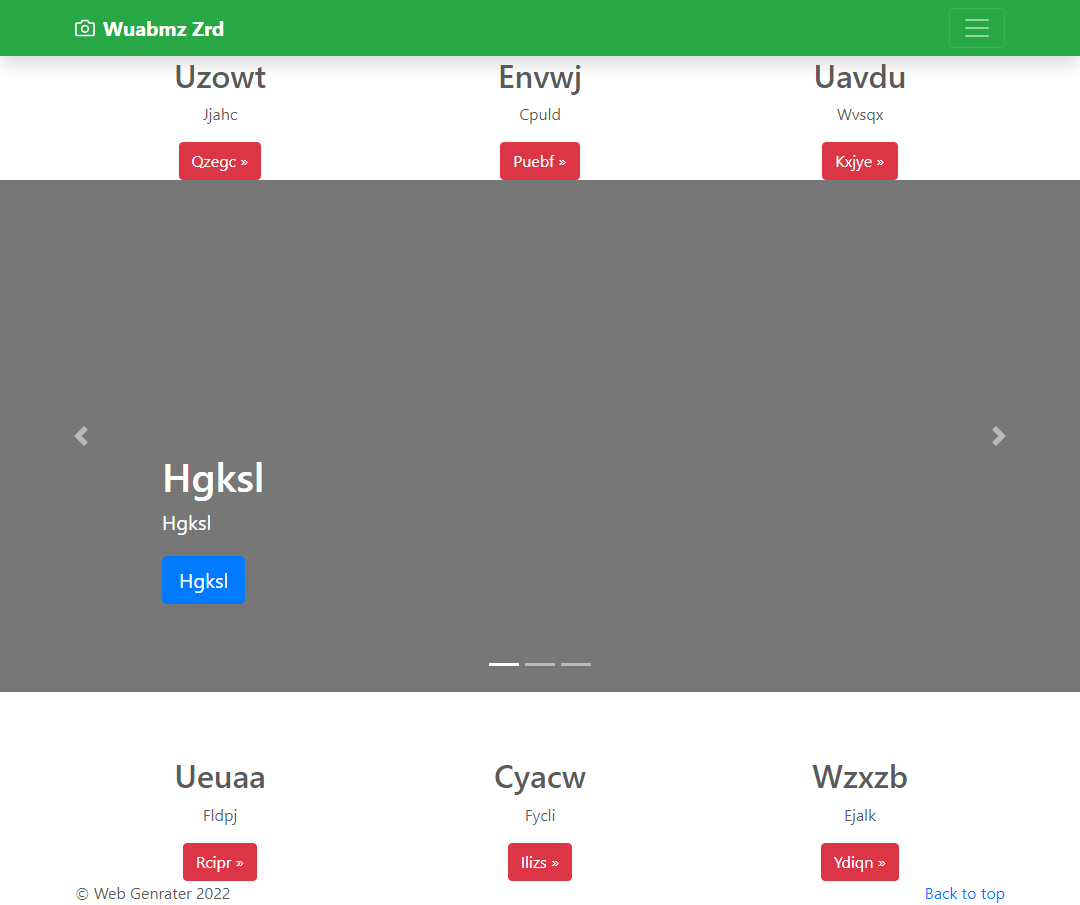 Wuabmz Zrd
Uzowt Envwj Uavdu
Jjahc Cpuld Wvsqx
Qzegc » Puebf » Kxjye »
Hgksl
Hgksl
Hgksl
Ueuaa Cyacw Wzxzb
Fldpj Fycli Ejalk
Rcipr » Ilizs » Ydiqn »
© Web Genrater 2022 Back to top